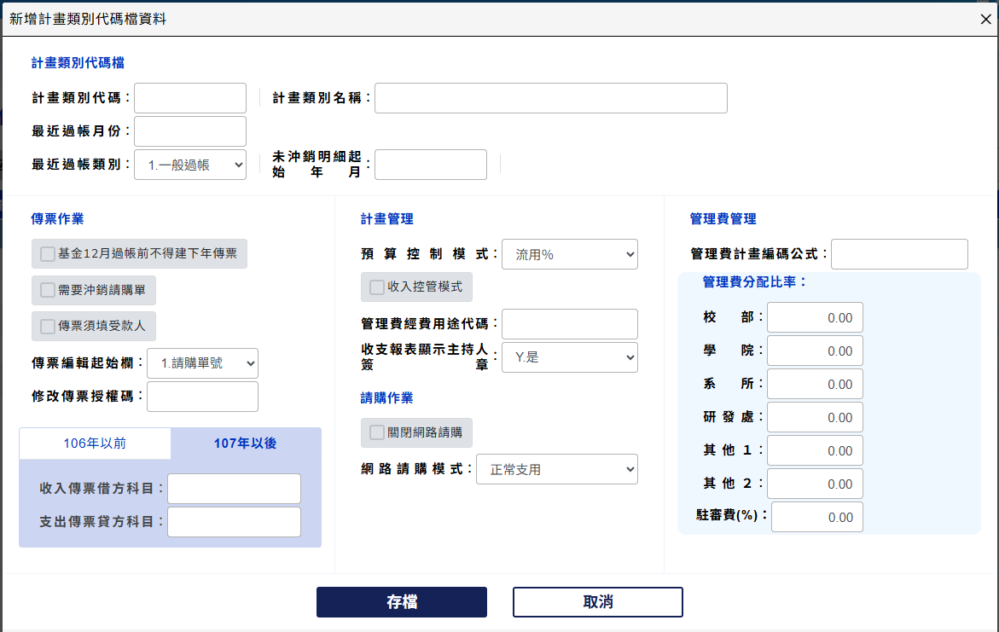 新增計畫類別代碼檔資料
計畫類別代碼檔
計畫類別代碼：
計畫類別名稱：
最近過帳月份：
最近過帳類別：
1.一般過帳
未沖銷明細起始年月：
傳票作業
基金12月過帳前不得建下年傳票
需要沖銷請購單
傳票須填受款人
傳票編輯起始欄：
1.請購單號
修改傳票授權碼：
106年以前
107年以後
收入傳票借方科目：
支出傳票貸方科目：
計畫管理
預算控制模式：
流用%
收入控管模式
管理費經費用途代碼：
收支報表顯示主持人簽章：
Y.是
請購作業
關閉網路請購
網路請購模式：
正常支用
管理費管理
管理費計畫編碼公式：
管理費分配比率：
校部：
0.00
學院：
0.00
系所：
0.00
研發處：
0.00
其他1：
0.00
其他2：
0.00
駐審費(%)：
0.00
存檔
取消